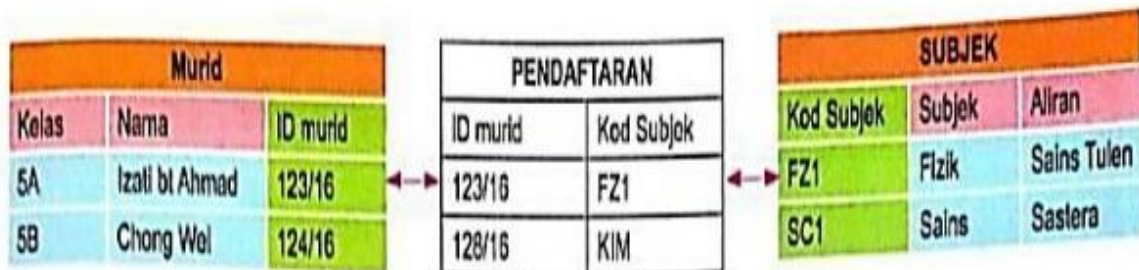 Murid
Kelas Nama ID murid
5A Izati bt Ahmad 123/16
5B Chong Wei 124/16
PENDAFTARAN
ID murid Kod Subjek
123/16 FZ1
128/16 KIM
SUBJEK
Kod Subjek Subjek Aliran
FZ1 Fizik Sains Tulen
SC1 Sains Sastera